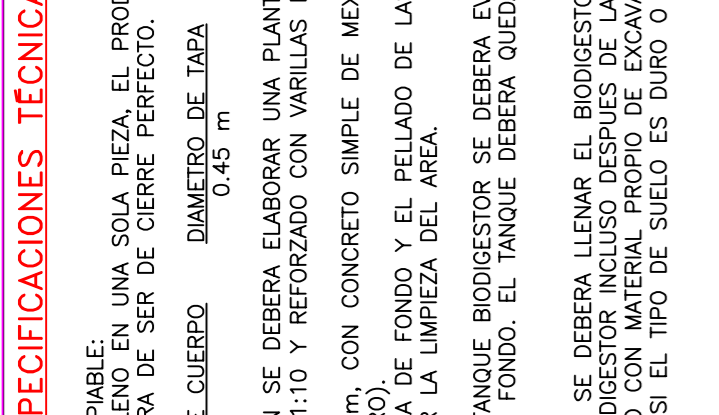 PECIFICACIONES TÉCNICA
PIABLE:
LENO EN UNA SOLA PIEZA, EL PROD
RA DE SER DE CIERRE PERFECTO.
E CUERPO DIAMETRO DE TAPA
0.45 m
N SE DEBERA ELABORAR UNA PLANT
1:10 Y REFORZADO CON VARILLAS
m, CON CONCRETO SIMPLE DE MEX
RO).
A DE FONDO Y EL PELLADO DE LA
R LA LIMPIEZA DEL AREA.
TANQUE BIODIGESTOR SE DEBERA EV
FONDO. EL TANQUE DEBERA QUEDA
SE DEBERA LLENAR EL BIODIGESTO
DIGESTOR INCLUSO DESPUES DE LA
O CON MATERIAL PROPIO DE EXCAVA
SI EL TIPO DE SUELO ES DURO O